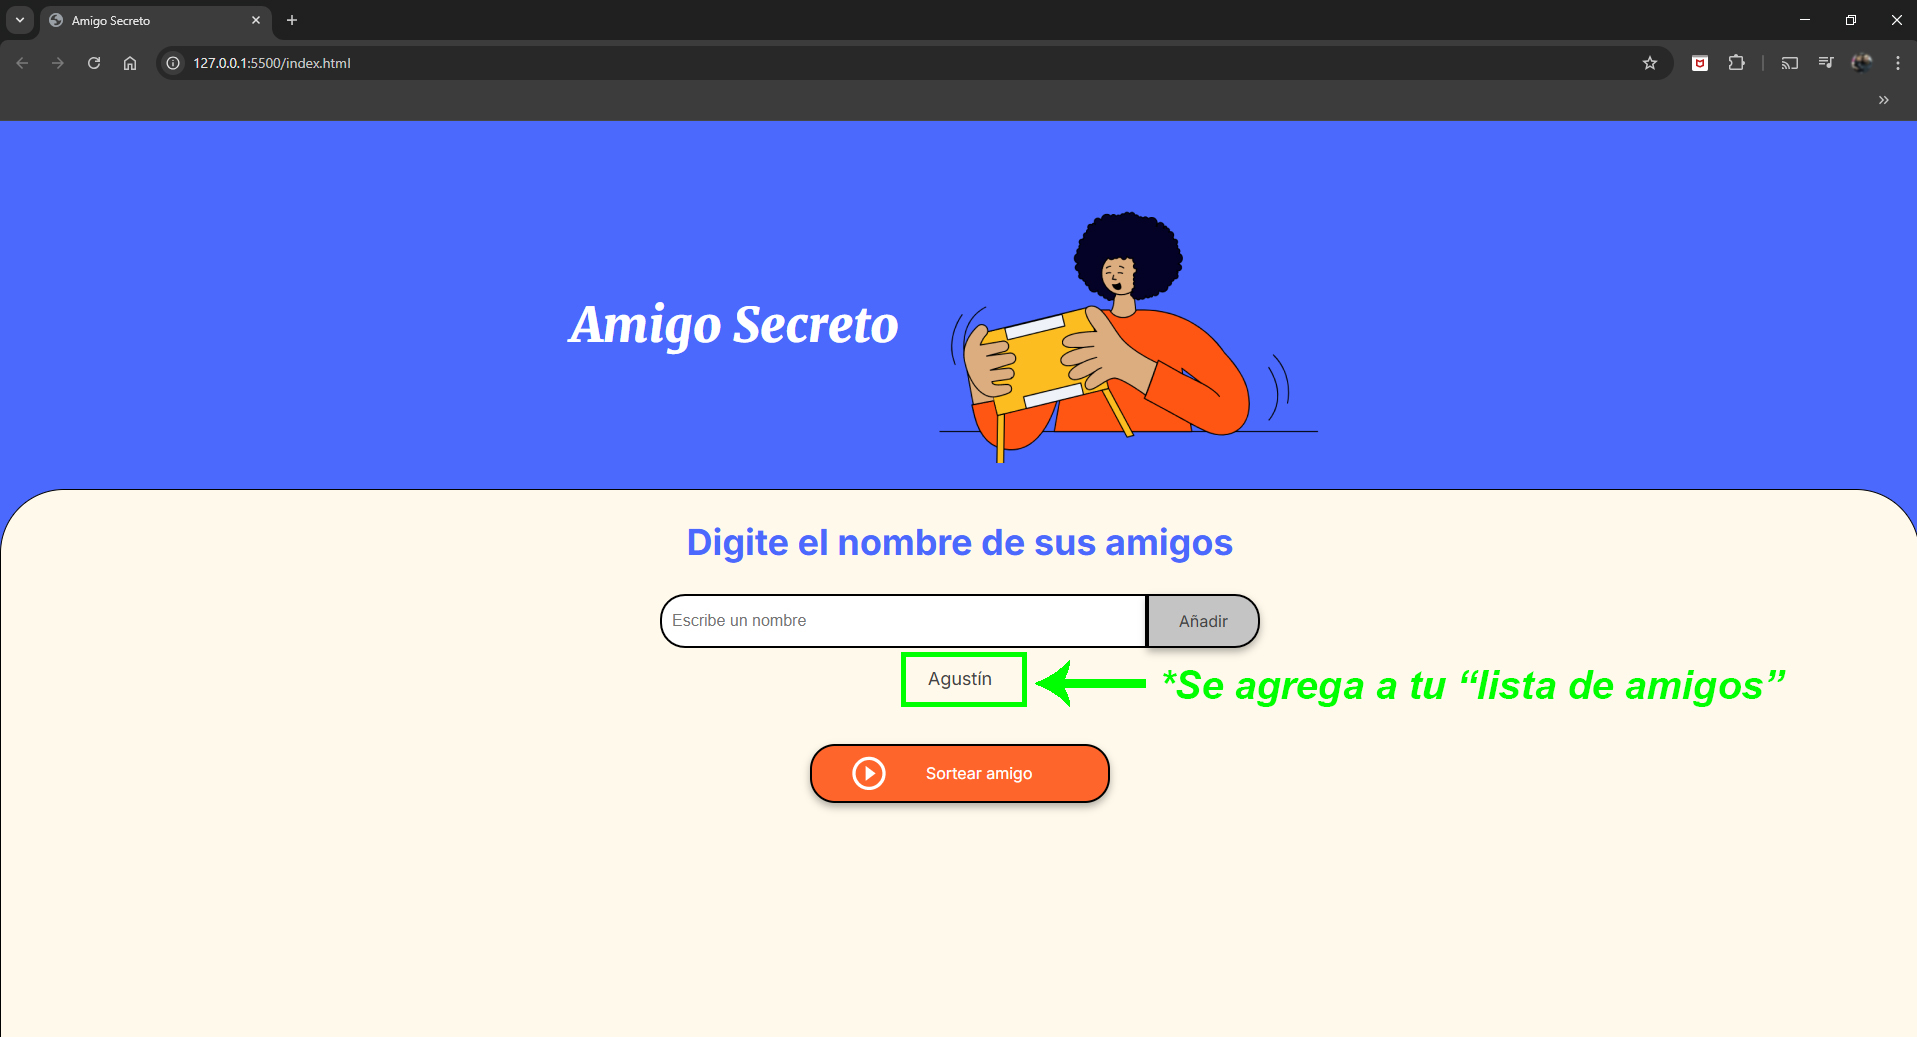 Amigo Secreto
127.0.0.1:5500/index.html
Amigo Secreto
Digite el nombre de sus amigos
Escribe un nombre
Añadir
Agustín
*Se agrega a tu “lista de amigos”
Sortear amigo